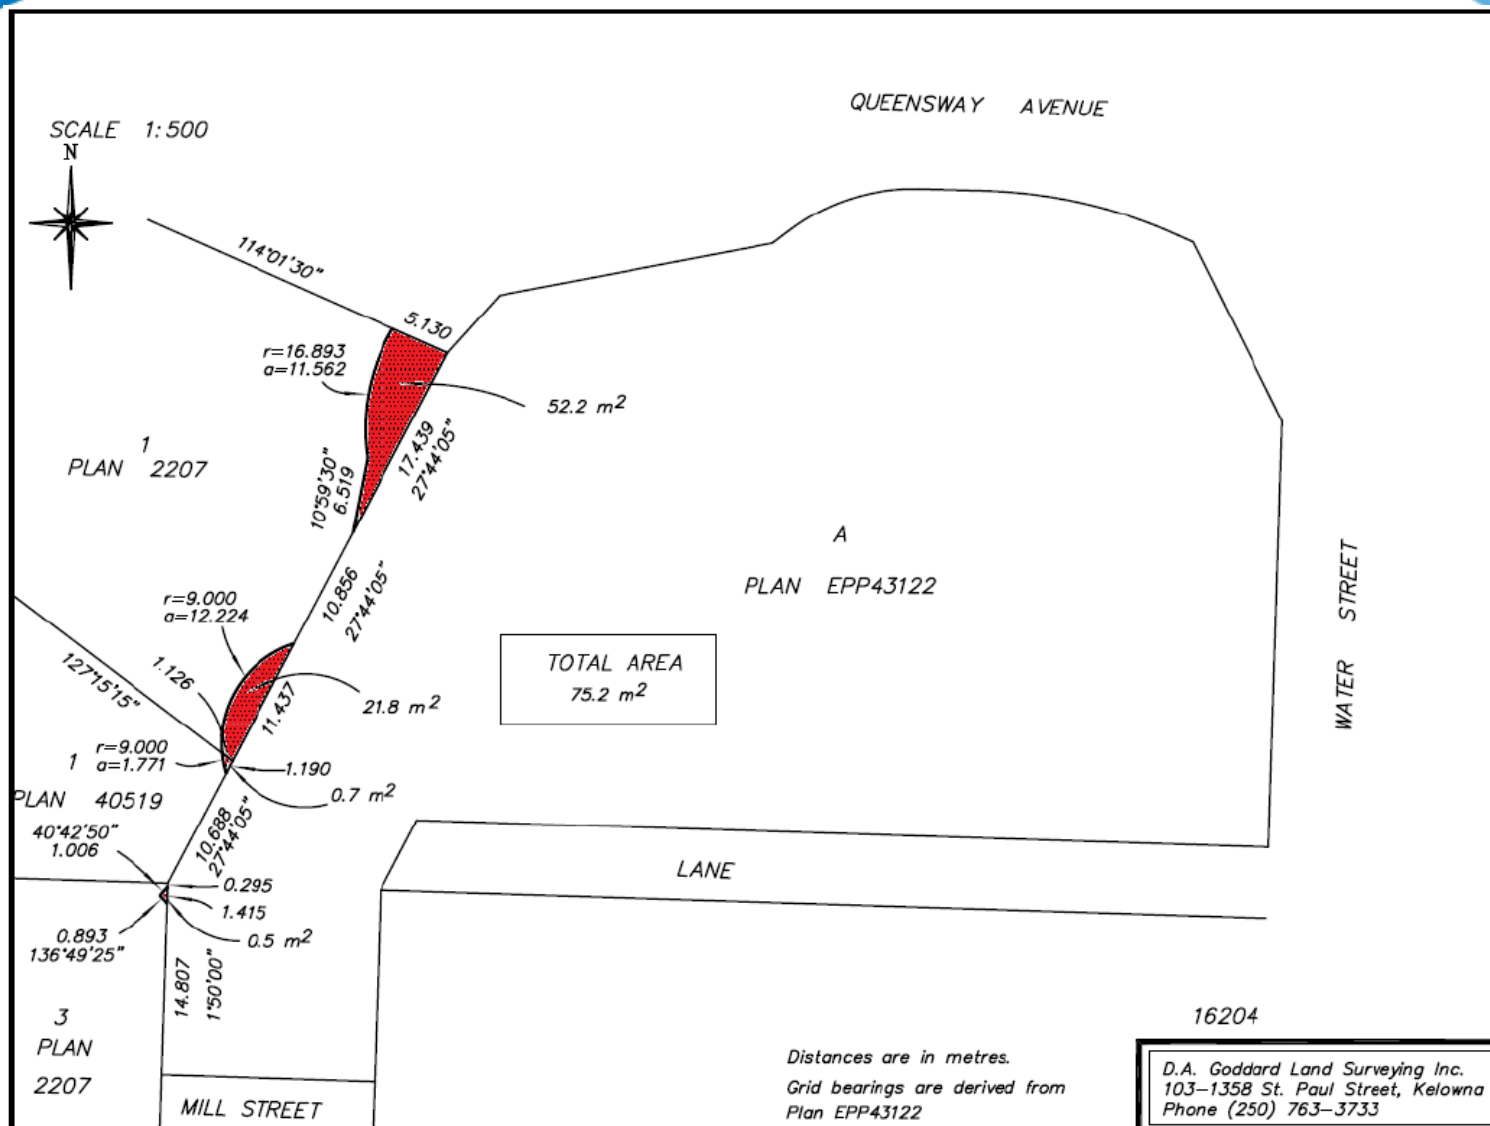 QUEENSWAY AVENUE
SCALE 1:500
N
114°01'30"
5.130
r=16.893
a=11.562
52.2 m2
17.439
27°44'05"
1
PLAN 2207
10°59'30"
6.519
A
PLAN EPP43122
WATER STREET
10.856
27°44'05"
r=9.000
a=12.224
TOTAL AREA
75.2 m2
127°15'15"
1.126
11.437
21.8 m2
r=9.000
a=1.771
1
PLAN 40519
1.190
0.7 m2
10.688
27°44'05"
40°42'50"
1.006
LANE
0.295
1.415
0.893
136°49'25"
0.5 m2
14.807
1°50'00"
3
PLAN
2207
MILL STREET
16204
Distances are in metres.
Grid bearings are derived from
Plan EPP43122
D.A. Goddard Land Surveying Inc.
103-1358 St. Paul Street, Kelowna
Phone (250) 763-3733